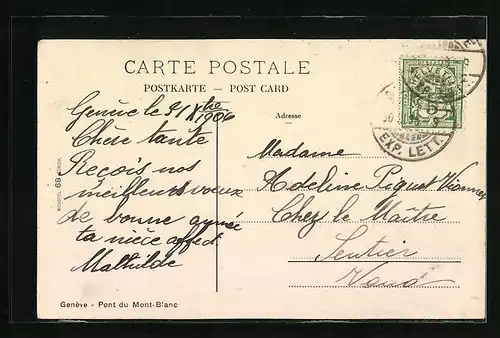 CARTE POSTALE
POSTKARTE — POST CARD
Adresse
HELVETIA
EXP. LETT.
Genève le 31 Xbre 1906
Chère tante
Reçois nos
meilleurs voeux
de bonne année
ta nièce affect.
Mathilde
Madame
Adeline Piguet-Vianney
Chez le Maître
Sentier
Vaud
Genève - Pont du Mont-Blanc